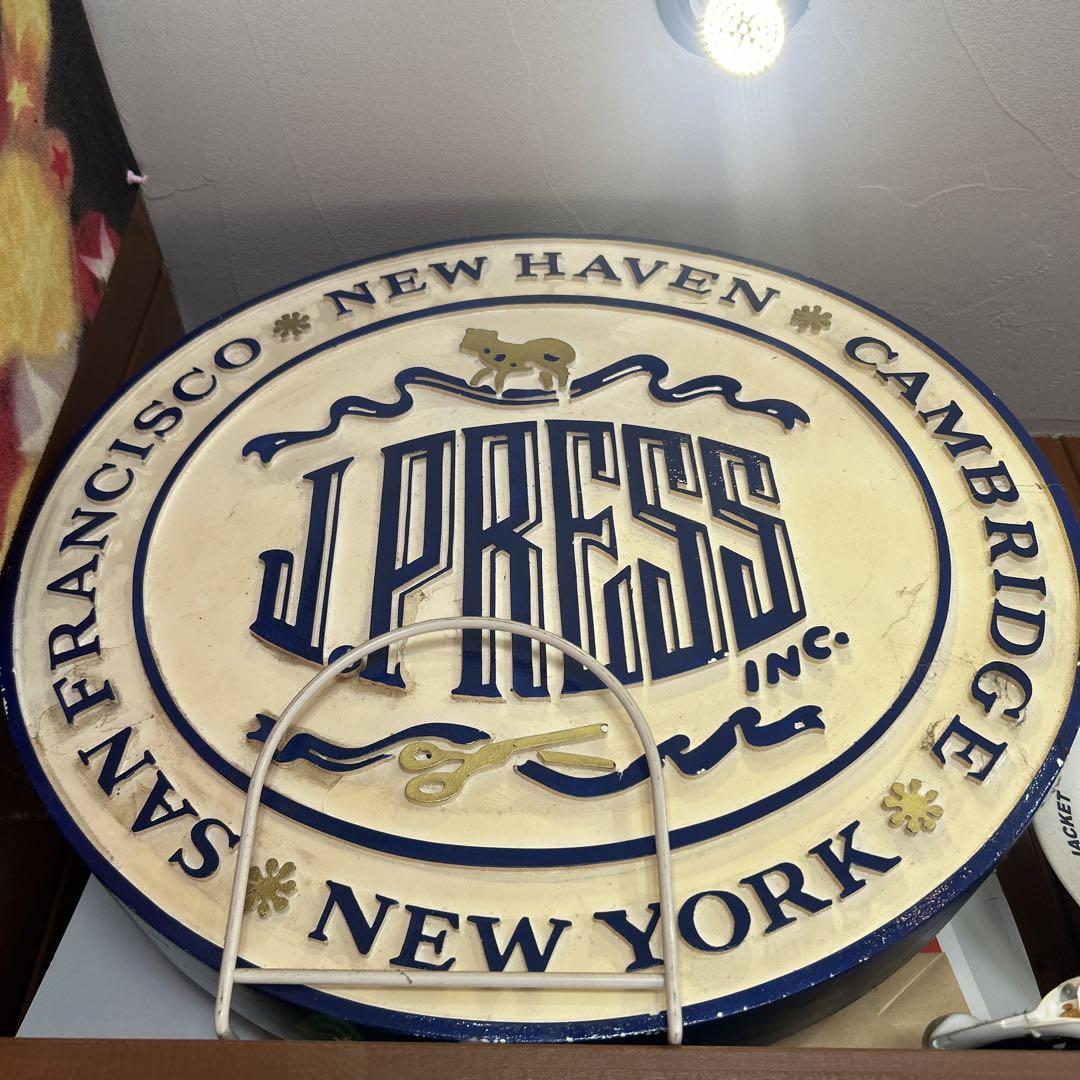 NEW HAVEN
CAMBRIDGE
NEW YORK
SAN FRANCISCO
J.PRESS
INC.
JACKET